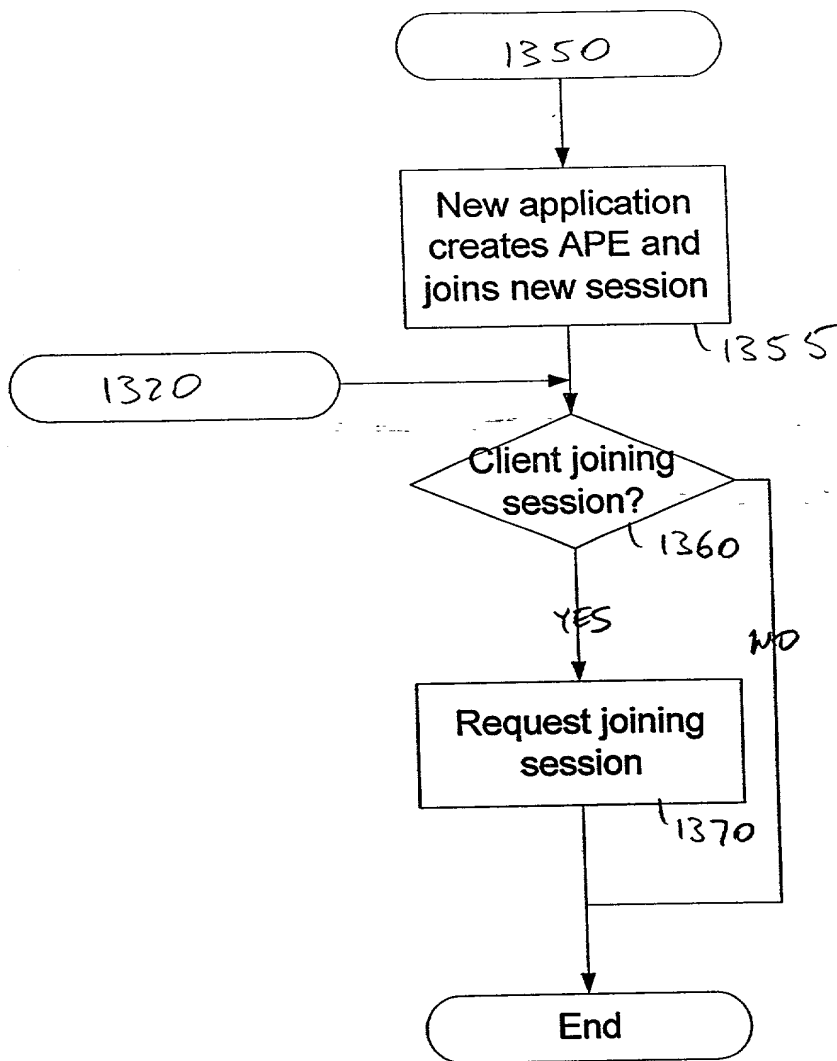 1350
New application
creates APE and
joins new session
1355
1320
Client joining
session?
1360
YES
NO
Request joining
session
1370
End